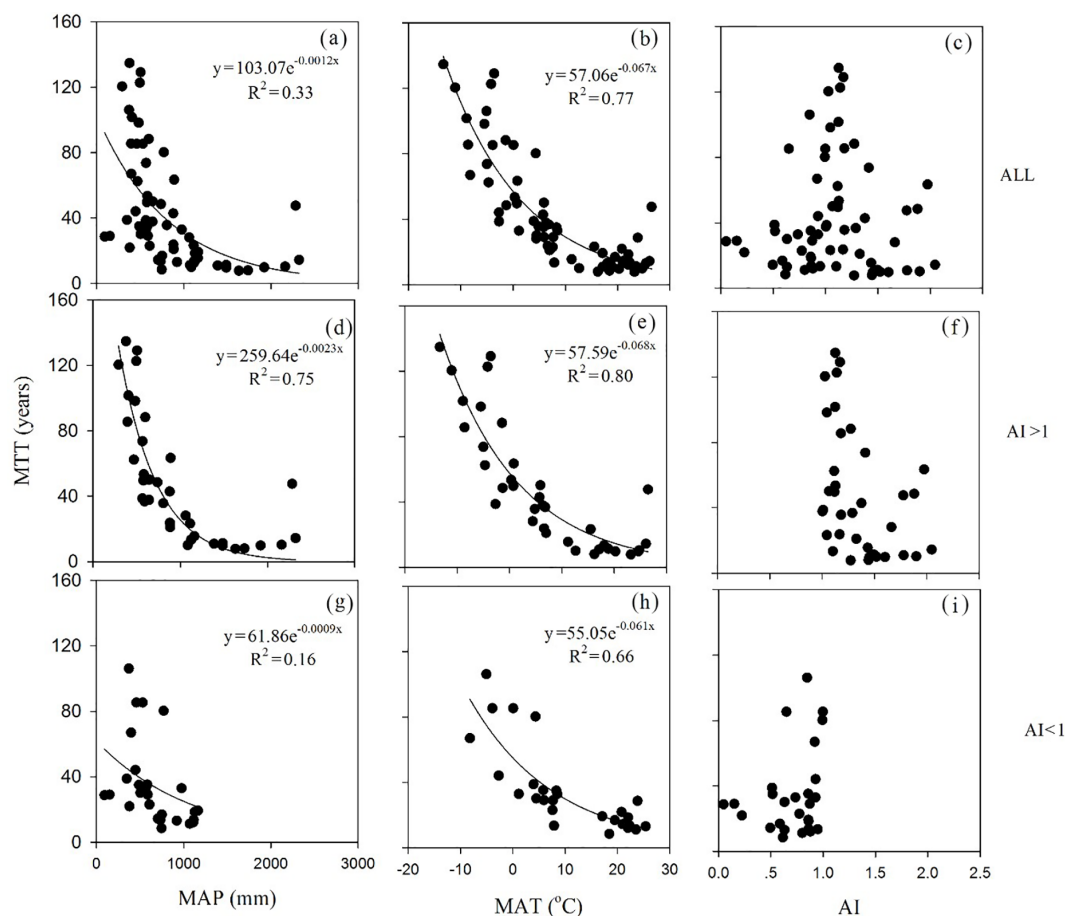 160
120
80
40
0
(a)
y=103.07e^-0.0012x
R²=0.33
(b)
y=57.06e^-0.067x
R²=0.77
(c)
ALL
160
120
80
40
0
(d)
y=259.64e^-0.0023x
R²=0.75
(e)
y=57.59e^-0.068x
R²=0.80
(f)
AI >1
MTT (years)
160
120
80
40
0
(g)
y=61.86e^-0.0009x
R²=0.16
(h)
y=55.05e^-0.061x
R²=0.66
(i)
AI<1
0 1000 2000 3000
-20 -10 0 10 20 30
0.0 .5 1.0 1.5 2.0 2.5
MAP (mm)
MAT (°C)
AI